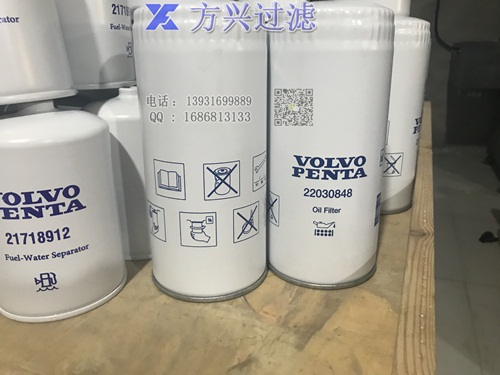 方兴过滤
21718
电话：13931699889
QQ：1686813133
VOLVO
PENTA
22030848
Oil Filter
VOLVO
PENTA
21718912
Fuel-Water Separator